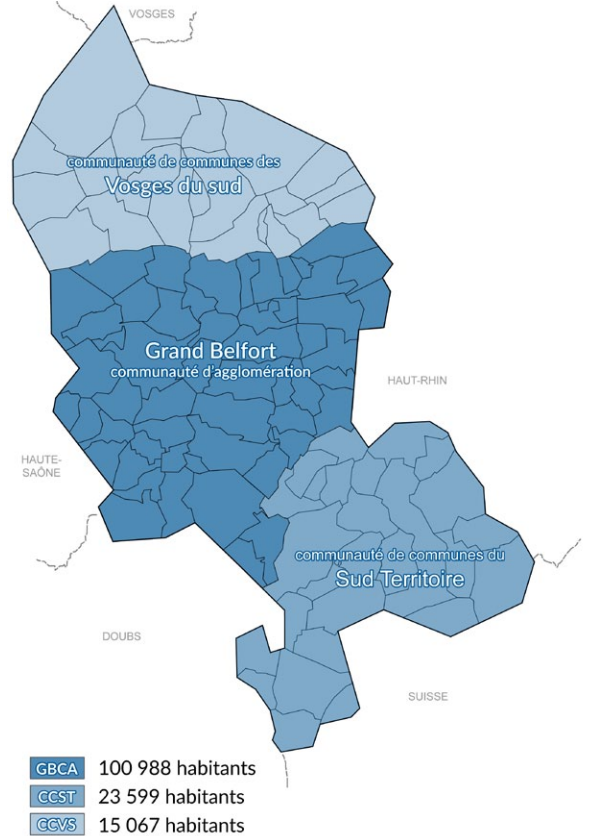 VOSGES
communauté de communes des
Vosges du sud
Grand Belfort
communauté d'agglomération
HAUT-RHIN
HAUTE-
SAÔNE
communauté de communes du
Sud Territoire
DOUBS
SUISSE
GBCA 100 988 habitants
CCST 23 599 habitants
CCVS 15 067 habitants